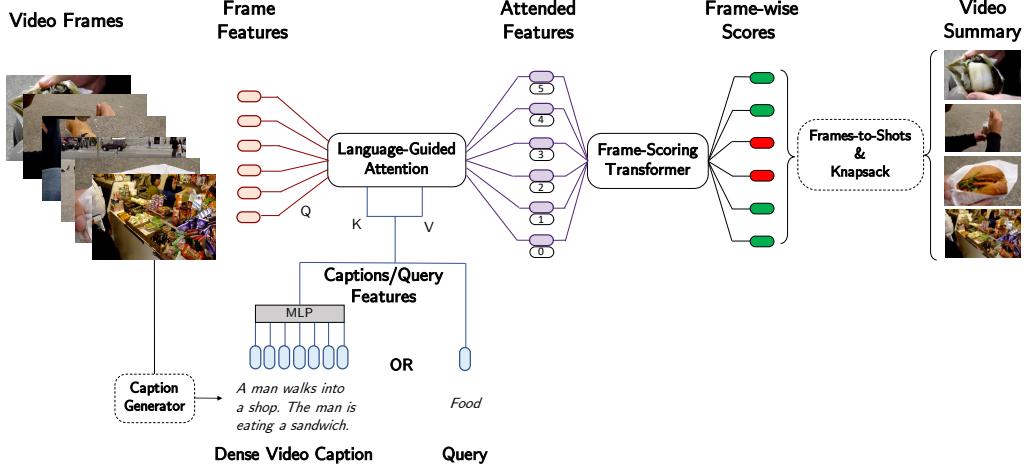 Video Frames
Frame
Features
Attended
Features
Frame-wise
Scores
Video
Summary
Language-Guided
Attention
Q
K
V
5
4
3
2
1
0
Frame-Scoring
Transformer
Frames-to-Shots
&
Knapsack
Captions/Query
Features
MLP
OR
Caption
Generator
A man walks into
a shop. The man is
eating a sandwich.
Food
Dense Video Caption
Query